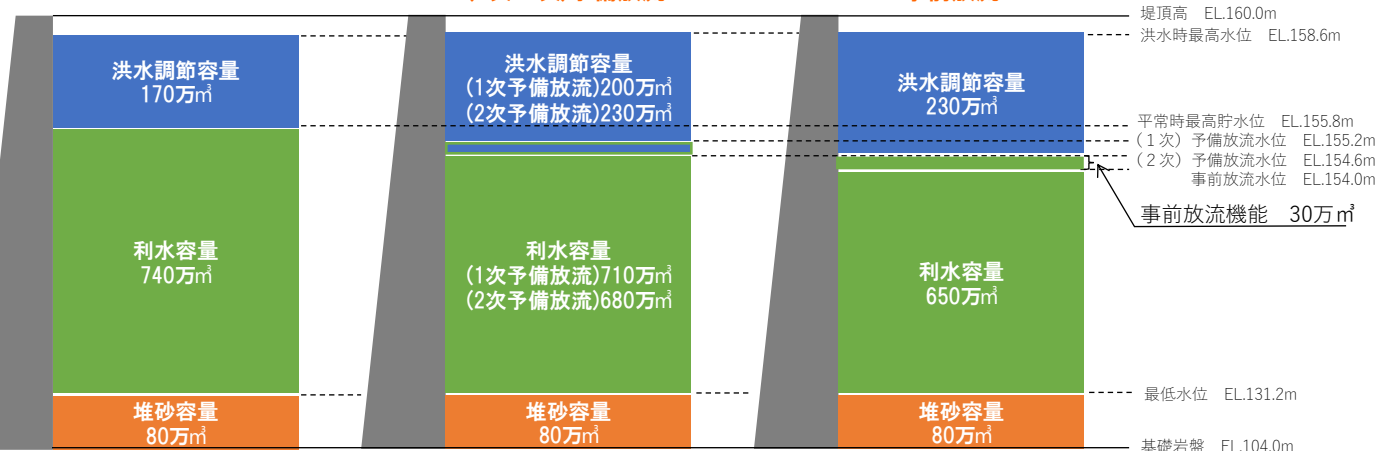 堤頂高 EL.160.0m
洪水時最高水位 EL.158.6m
洪水調節容量
170万㎥
洪水調節容量
(1次予備放流)200万㎥
(2次予備放流)230万㎥
洪水調節容量
230万㎥
平常時最高貯水位 EL.155.8m
(1次)予備放流水位 EL.155.2m
(2次)予備放流水位 EL.154.6m
事前放流水位 EL.154.0m
事前放流機能 30万㎥
利水容量
740万㎥
利水容量
(1次予備放流)710万㎥
(2次予備放流)680万㎥
利水容量
650万㎥
最低水位 EL.131.2m
堆砂容量
80万㎥
堆砂容量
80万㎥
堆砂容量
80万㎥
基礎岩盤 EL.104.0m